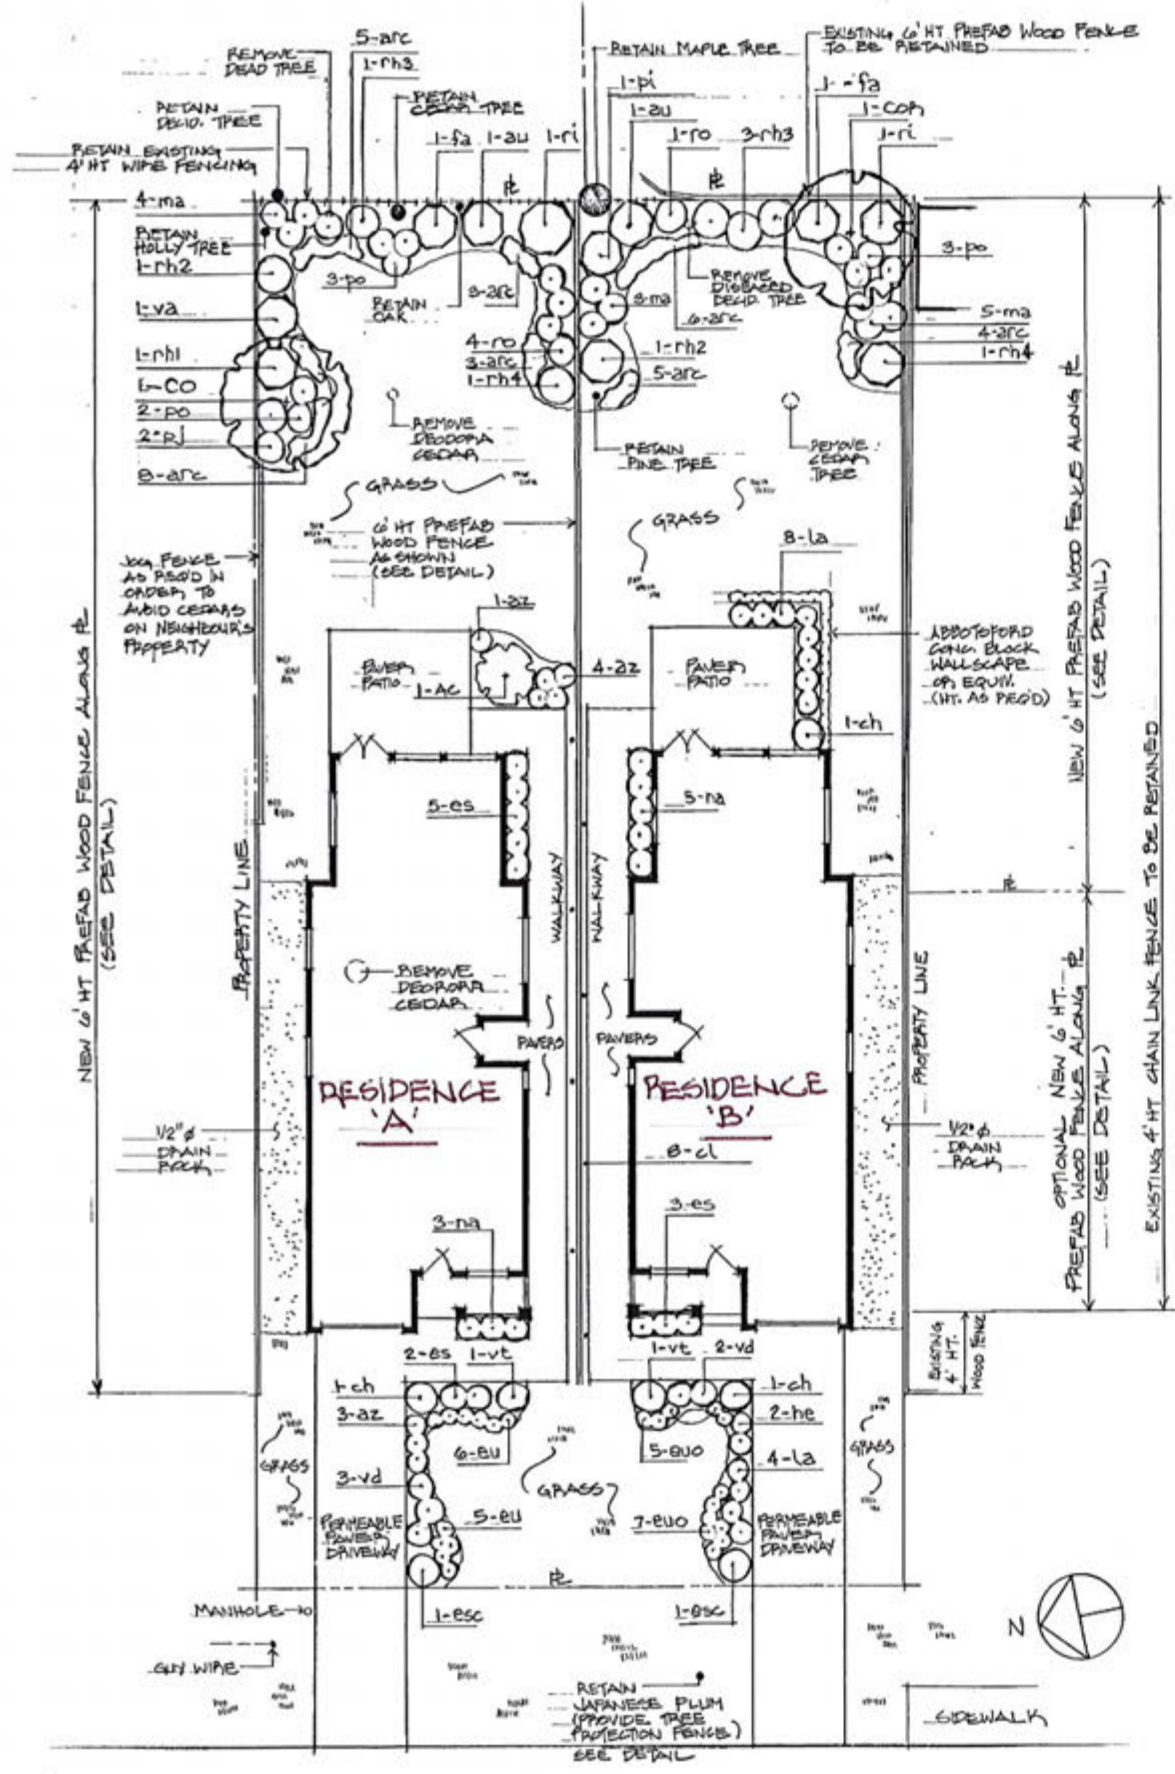 5-arc
1-rh3
REMOVE
DEAD TREE
RETAIN MAPLE TREE
EXISTING 6' HT PREFAB WOOD FENCE
TO BE RETAINED
RETAIN
DECID. TREE
RETAIN
CEDAR TREE
1-pi
1-fa
1-au
1-con
RETAIN EXISTING
4' HT WIRE FENCING
1-fa 1-au 1-ri
1-ro 3-rh3
1-ri
4-ma
RETAIN
HOLLY TREE
1-rh2
3-po
3-po
RETAIN
OAK
3-arc
REMOVE
DISEASED
DECID. TREE
3-ma
6-arc
1-va
5-ma
4-arc
1-rh4
1-rh1
1-co
2-po
2-pj
8-arc
4-ro
3-arc
1-rh4
1-rh2
5-arc
REMOVE
DEODORA
CEDAR
RETAIN
PINE TREE
REMOVE
CEDAR
TREE
GRASS
GRASS
6' HT PREFAB
WOOD FENCE
AS SHOWN
(SEE DETAIL)
8-la
JOG FENCE
AS REQ'D IN
ORDER TO
AVOID CEDARS
ON NEIGHBOUR'S
PROPERTY
1-az
ABBOTSFORD
CONC. BLOCK
WALLSCAPE
OR EQUIV.
(HT. AS REQ'D)
PAVER
PATIO
1-ac
4-az
PAVER
PATIO
1-ch
NEW 6' HT PREFAB WOOD FENCE ALONG PL
(SEE DETAIL)
NEW 6' HT PREFAB WOOD FENCE ALONG PL
(SEE DETAIL)
5-es
5-na
PROPERTY LINE
WALKWAY
WALKWAY
PL
EXISTING 4' HT CHAIN LINK FENCE TO BE RETAINED
REMOVE
DEODORA
CEDAR
PROPERTY LINE
OPTIONAL NEW 6' HT.
PREFAB WOOD FENCE ALONG PL
(SEE DETAIL)
PAVERS
PAVERS
RESIDENCE
'A'
RESIDENCE
'B'
1/2" ø
DRAIN
ROCK
1/2" ø
DRAIN
ROCK
8-cl
3-na
3-es
EXISTING
4' HT.
WOOD FENCE
2-es 1-vt
1-vt 2-vd
1-ch
3-az
1-ch
2-he
6-eu
5-euo
4-la
GRASS
3-vd
GRASS
GRASS
5-eu
7-euo
PERMEABLE
PAVER
DRIVEWAY
PERMEABLE
PAVER
DRIVEWAY
PL
MANHOLE
1-esc
1-esc
N
GUY WIRE
RETAIN
JAPANESE PLUM
(PROVIDE TREE
PROTECTION FENCE)
SEE DETAIL
SIDEWALK